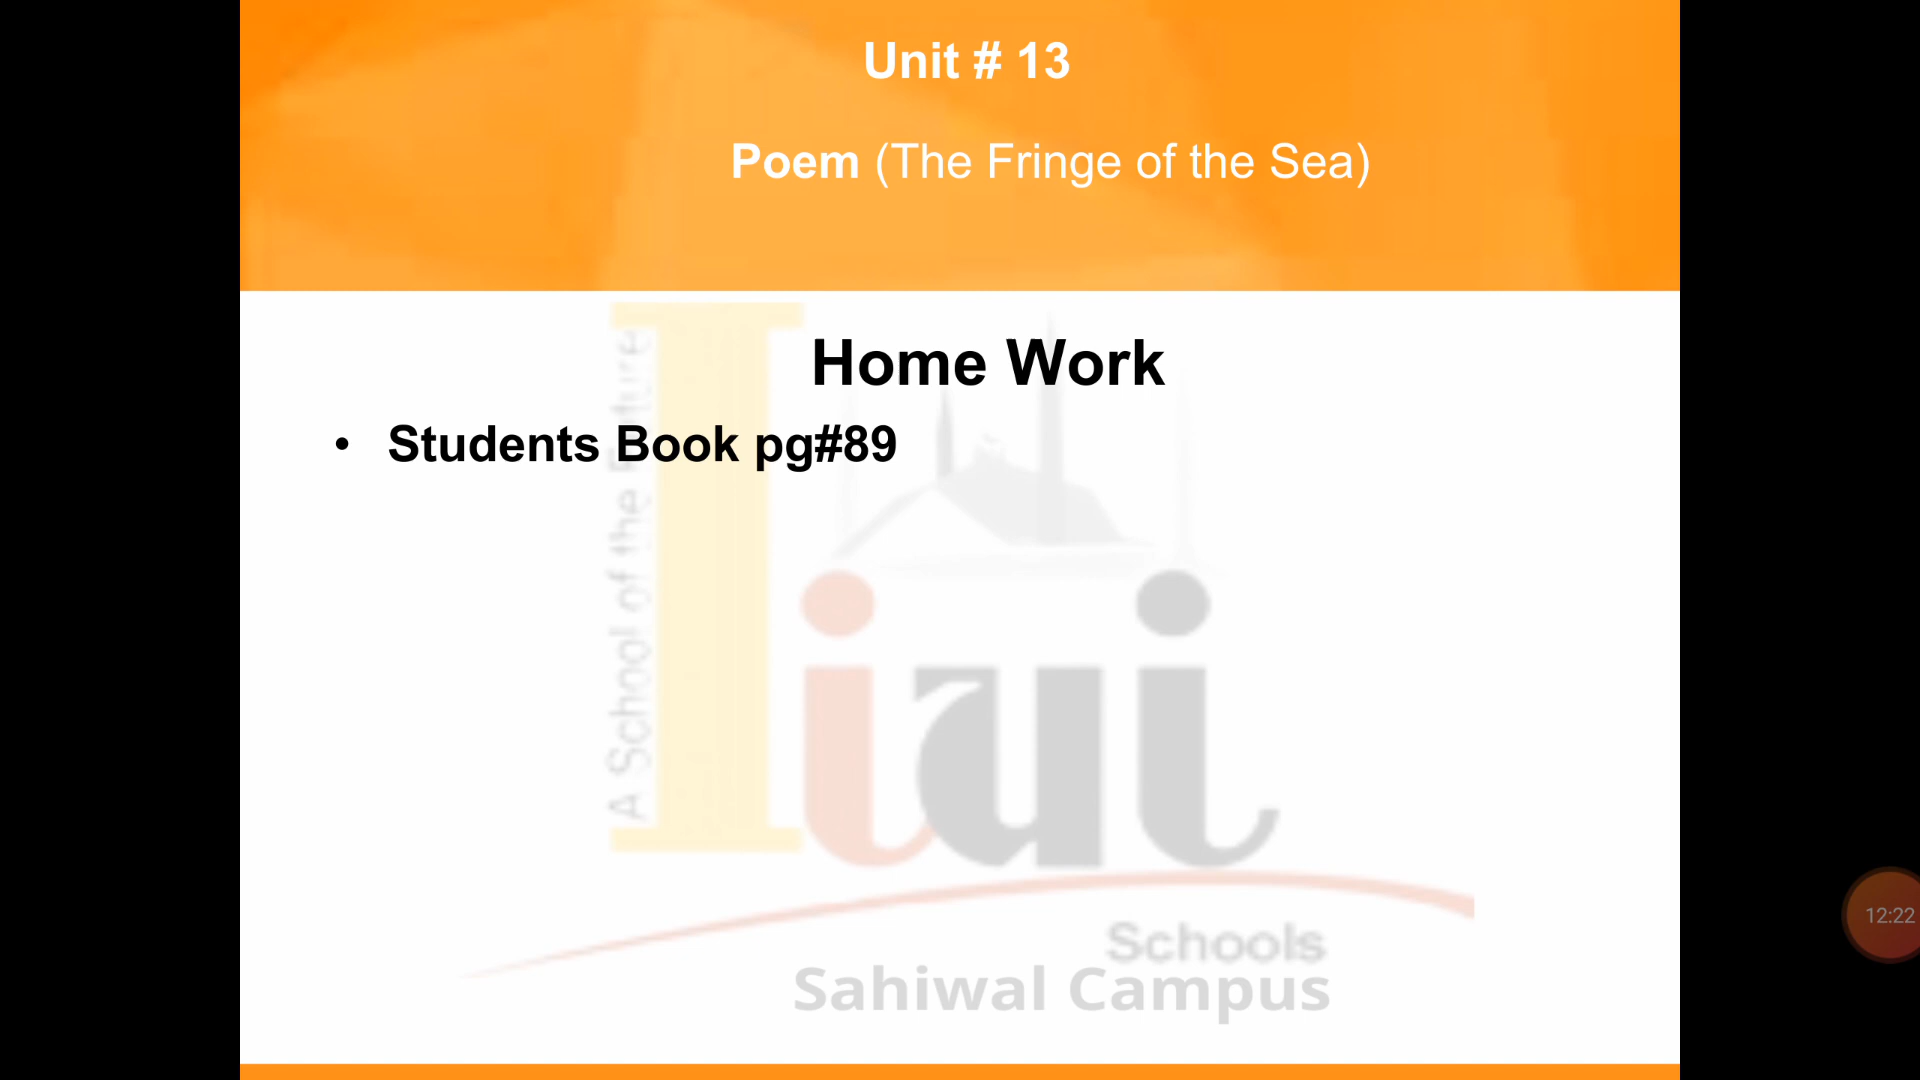 Unit # 13
Poem (The Fringe of the Sea)
Home Work
• Students Book pg#89
A School of the Future
I iui
Schools
Sahiwal Campus
12:22